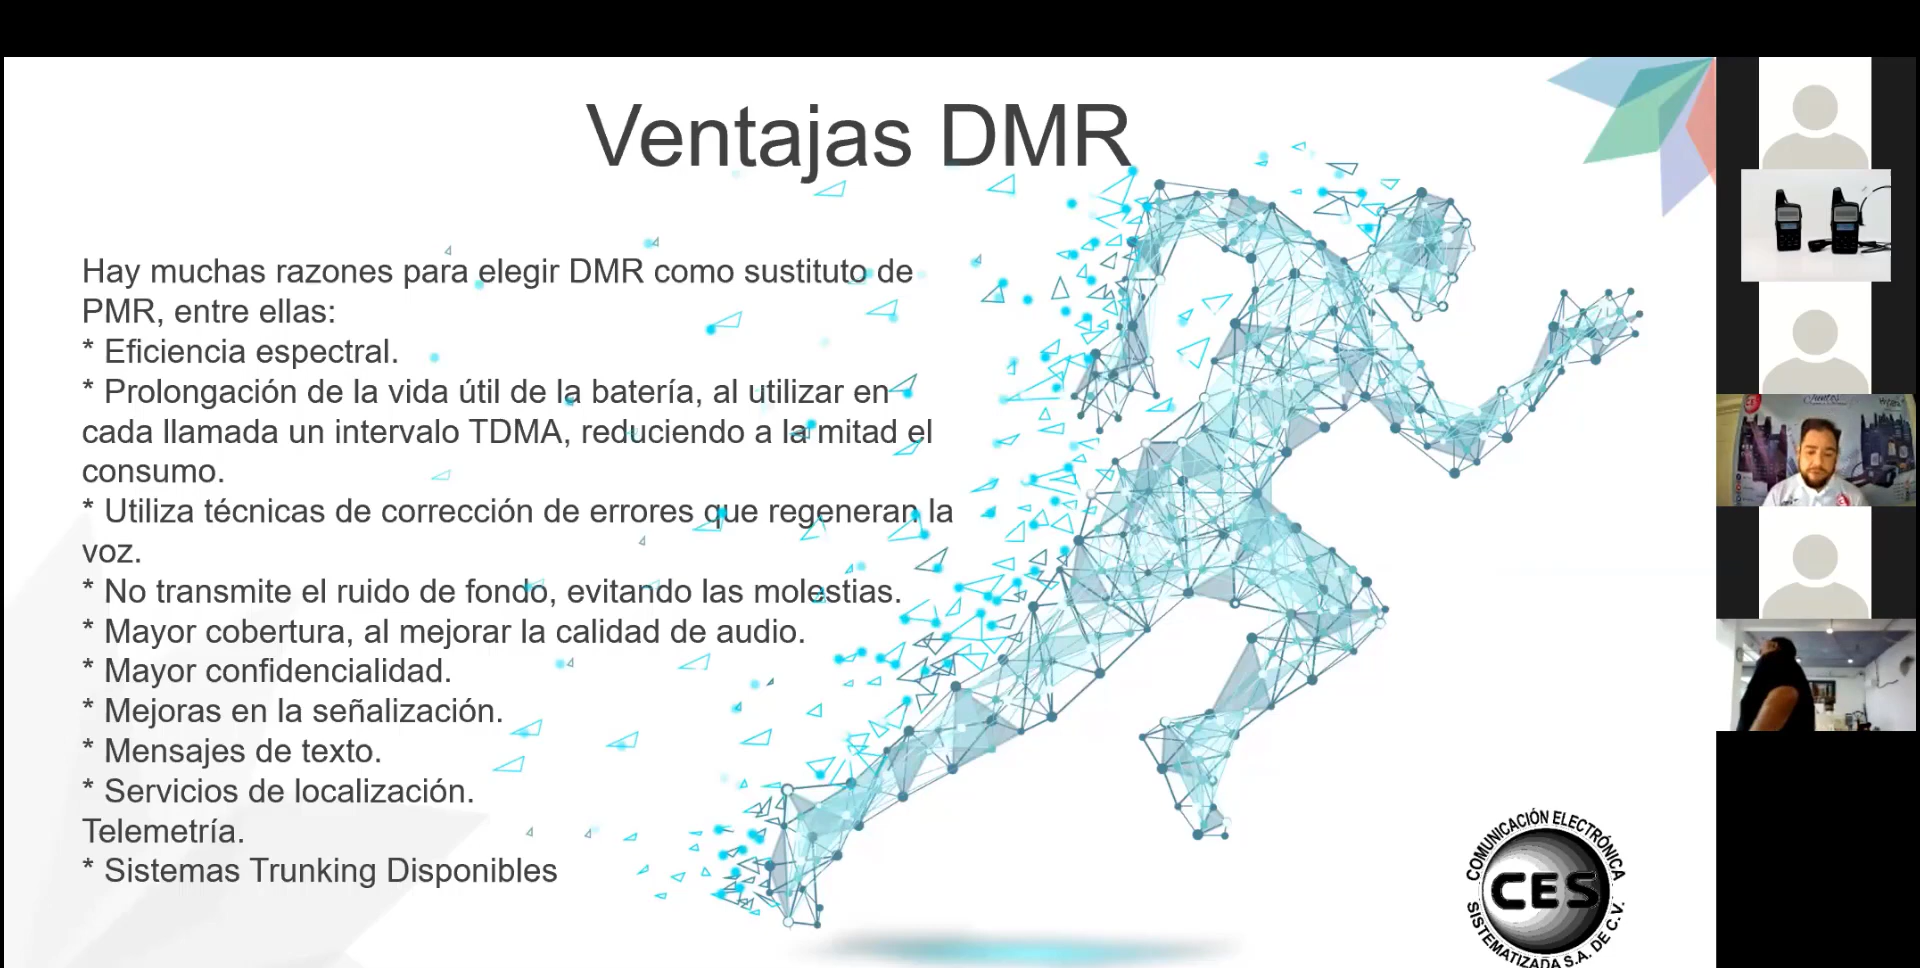 Ventajas DMR
Hay muchas razones para elegir DMR como sustituto de
PMR, entre ellas:
* Eficiencia espectral.
* Prolongación de la vida útil de la batería, al utilizar en
cada llamada un intervalo TDMA, reduciendo a la mitad el
consumo.
* Utiliza técnicas de corrección de errores que regeneran la
voz.
* No transmite el ruido de fondo, evitando las molestias.
* Mayor cobertura, al mejorar la calidad de audio.
* Mayor confidencialidad.
* Mejoras en la señalización.
* Mensajes de texto.
* Servicios de localización.
Telemetría.
* Sistemas Trunking Disponibles
COMUNICACIÓN ELECTRÓNICA
CES
SISTEMATIZADA S.A. DE C.V.